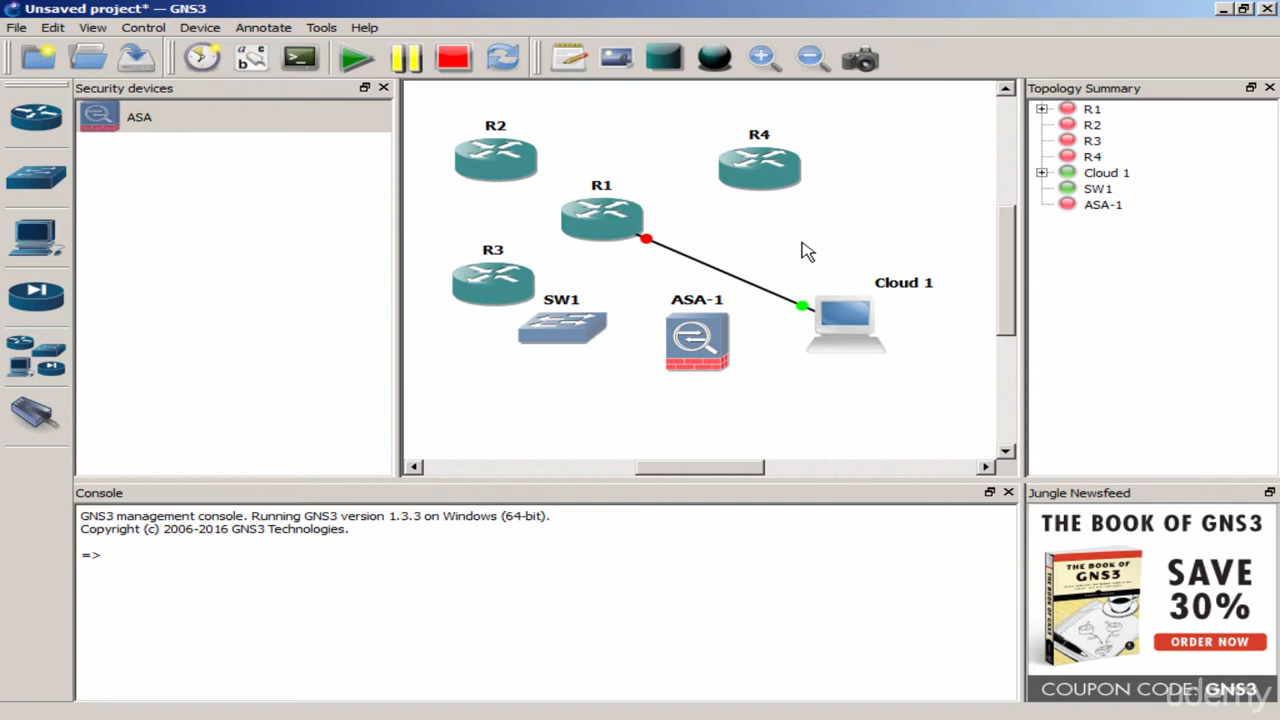 Unsaved project* — GNS3
File Edit View Control Device Annotate Tools Help
Security devices
ASA
R2
R4
R1
R3
SW1
ASA-1
Cloud 1
Topology Summary
R1
R2
R3
R4
Cloud 1
SW1
ASA-1
Console
GNS3 management console. Running GNS3 version 1.3.3 on Windows (64-bit).
Copyright (c) 2006-2016 GNS3 Technologies.
=>
Jungle Newsfeed
THE BOOK OF GNS3
THE BOOK OF
GNS3
SAVE
30%
ORDER NOW
COUPON CODE: GNS3
udemy